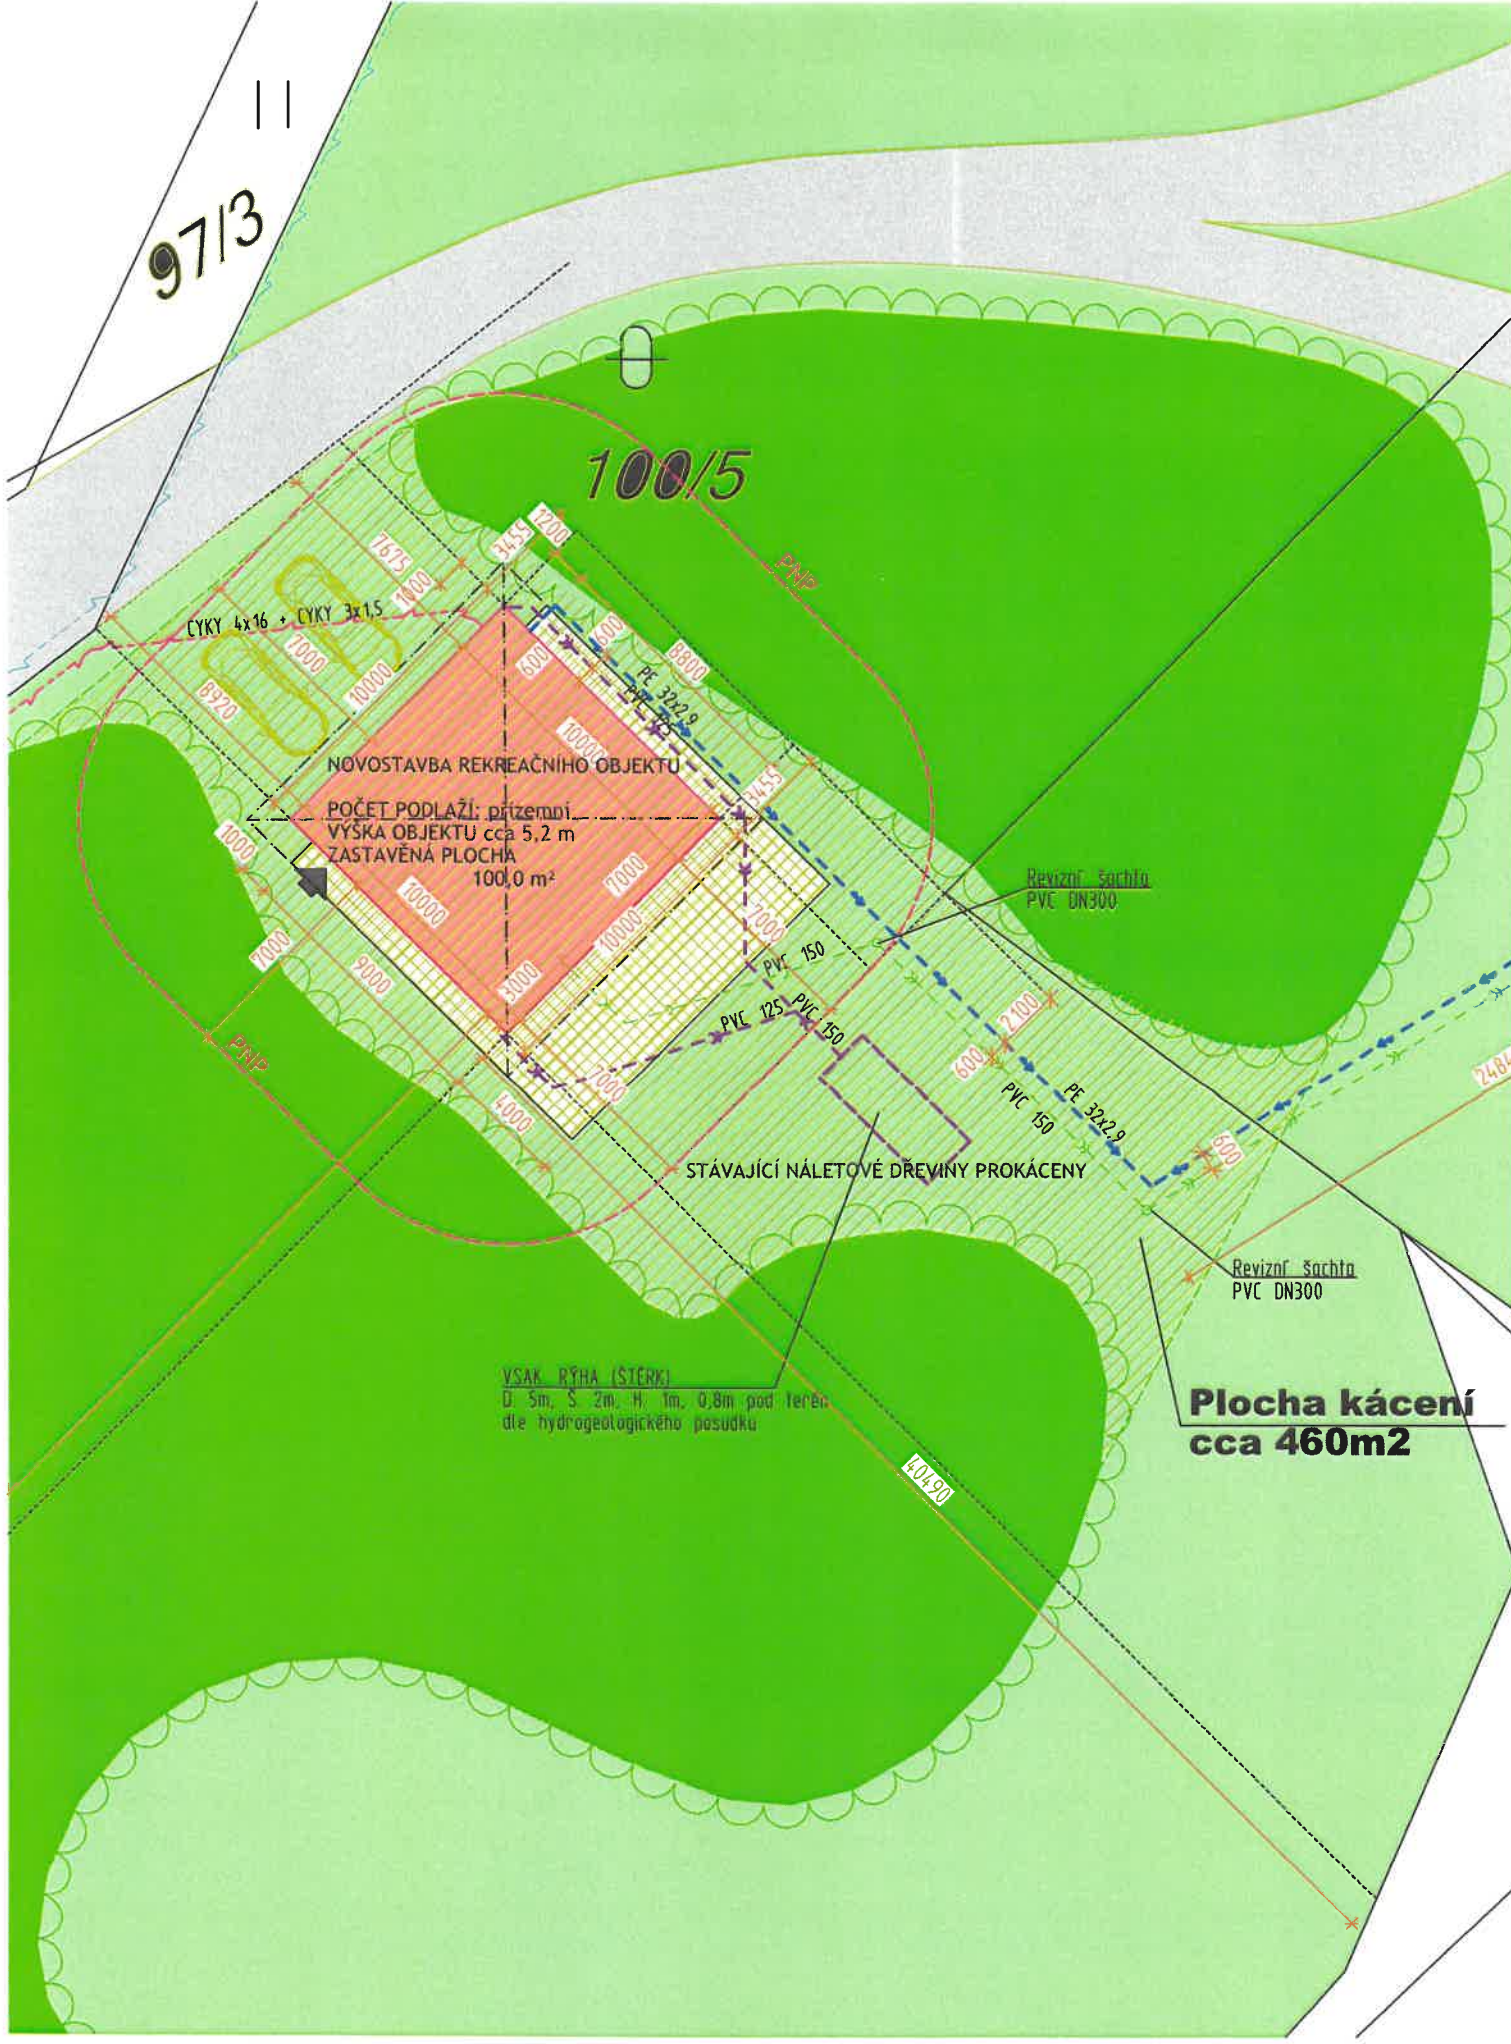 97/3
100/5
1200
3455
7675
1000
PNP
CYKY 4x16 + CYKY 3x1,5
7000
10000
8920
600
600
8800
PE 32x2.9
PVC 125
10000
NOVOSTAVBA REKREAČNÍHO OBJEKTU
POČET PODLAŽÍ: přízemní
VÝŠKA OBJEKTU cca 5,2 m
ZASTAVĚNÁ PLOCHA
100,0 m²
3455
1000
10000
7000
10000
7000
Revizní šachta
PVC DN300
7000
9000
3000
PVC 150
PVC 125
PVC 150
PNP
4000
7000
2100
600
PVC 150
PE 32x2.9
600
2484
STÁVAJÍCÍ NÁLETOVÉ DŘEVINY PROKÁCENY
Revizní šachta
PVC DN300
VSAK. RÝHA (ŠTĚRK)
D. 5m, Š. 2m, H. 1m, 0,8m pod terén
dle hydrogeologického posudku
Plocha kácení
cca 460m2
40490